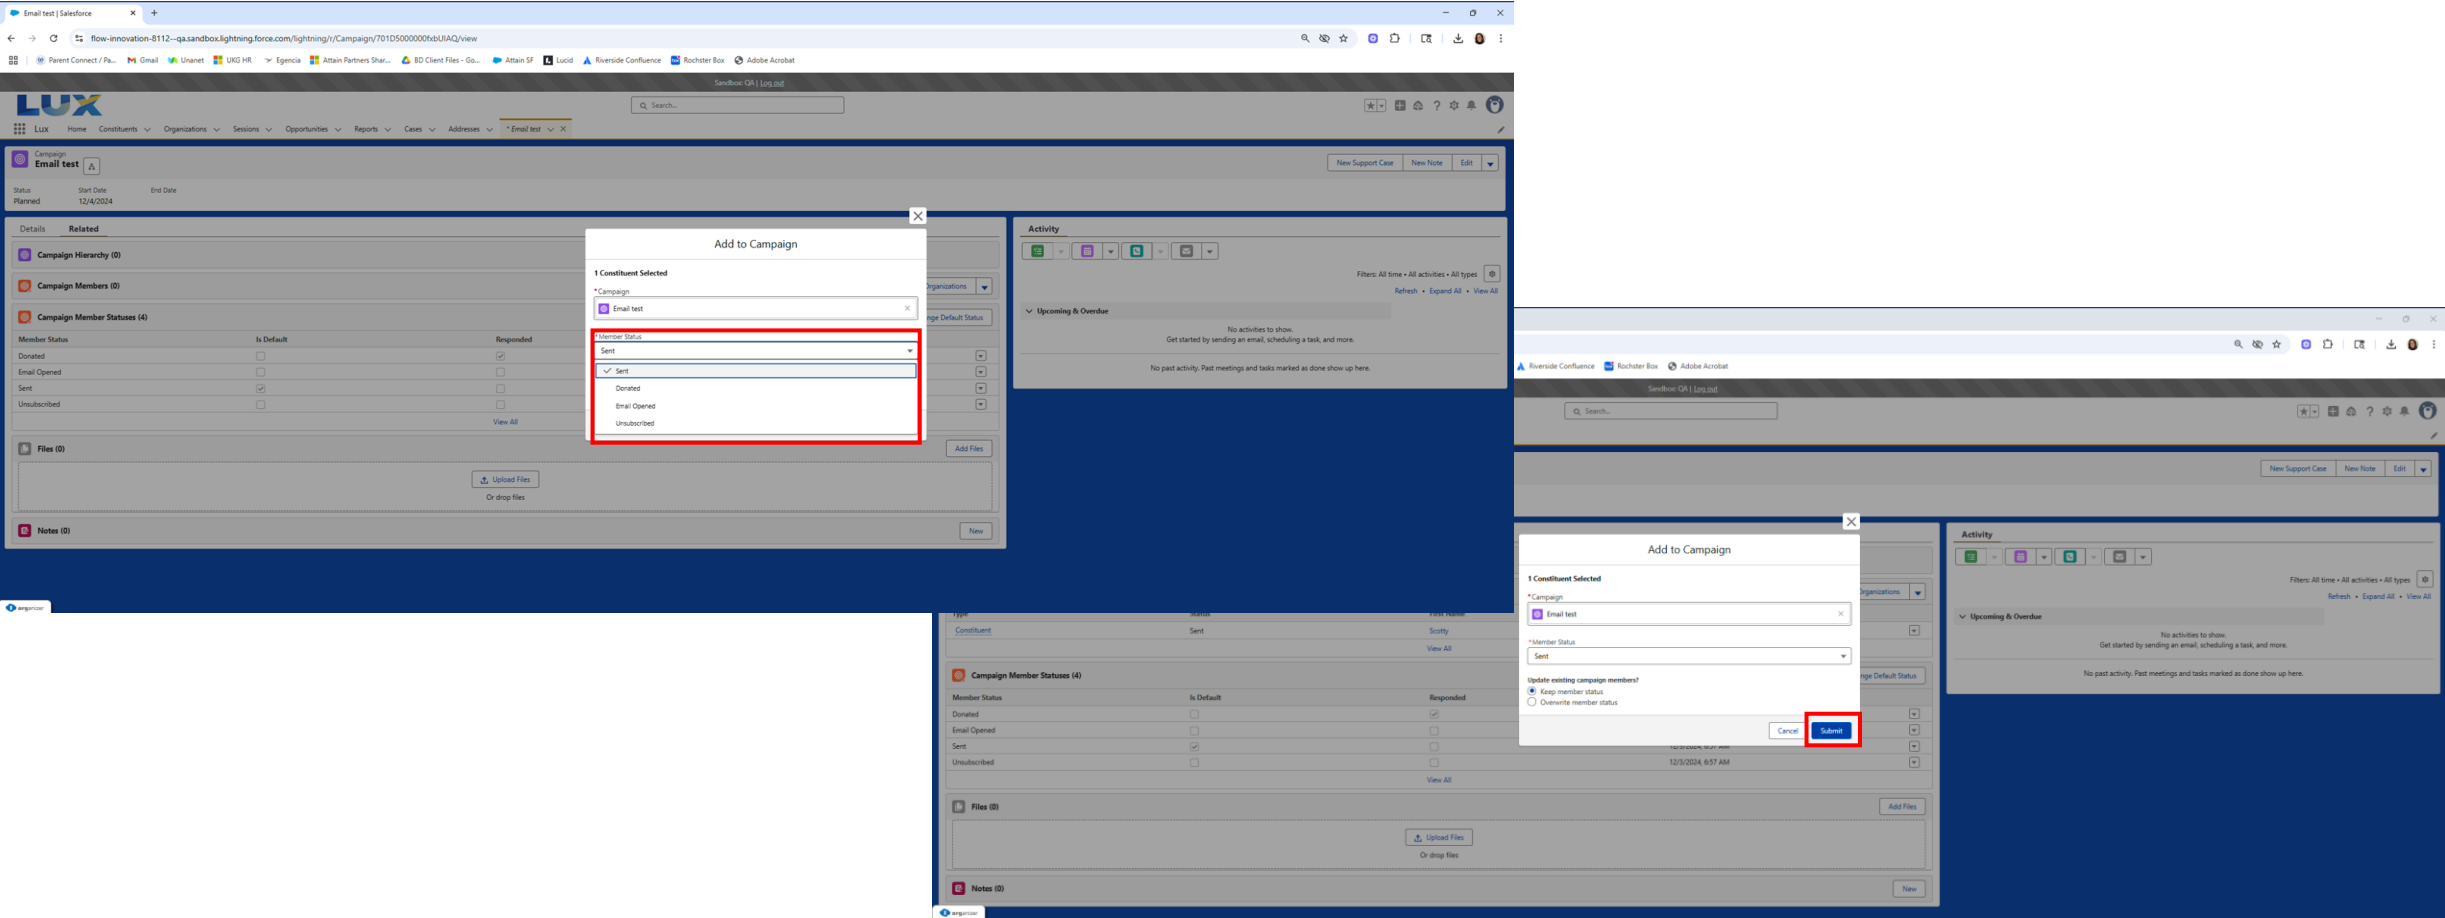 Email test | Salesforce
flow-innovation-8112--qa.sandbox.lightning.force.com/lightning/r/Campaign/701D5000000fxbUIAQ/view
Parent Connect / Pa... Gmail Unanet UKG HR Egencia Attain Partners Shar... BD Client Files - Go... Attain SF Lucid Riverside Confluence Rochster Box Adobe Acrobat
Sandbox: QA | Log out
LUX
Search...
Lux Home Constituents Organizations Sessions Opportunities Reports Cases Addresses * Email test
Campaign
Email test
New Support Case New Note Edit
Status Start Date End Date
Planned 12/4/2024
Details Related
Campaign Hierarchy (0)
Campaign Members (0)
Organizations
Campaign Member Statuses (4)
nge Default Status
Member Status Is Default Responded
Donated
Email Opened
Sent
Unsubscribed
View All
Files (0)
Add Files
Upload Files
Or drop files
Notes (0)
New
organizer
Add to Campaign
1 Constituent Selected
*Campaign
Email test
*Member Status
Sent
Sent
Donated
Email Opened
Unsubscribed
Activity
Filters: All time • All activities • All types
Refresh • Expand All • View All
Upcoming & Overdue
No activities to show.
Get started by sending an email, scheduling a task, and more.
No past activity. Past meetings and tasks marked as done show up here.
Riverside Confluence Rochster Box Adobe Acrobat
Sandbox: QA | Log out
Search...
New Support Case New Note Edit
Organizations
Type Status First Name
Constituent Sent Scotty
View All
Campaign Member Statuses (4)
nge Default Status
Member Status Is Default Responded
Donated
Email Opened
Sent 12/3/2024, 6:57 AM
Unsubscribed 12/3/2024, 6:57 AM
View All
Files (0)
Add Files
Upload Files
Or drop files
Notes (0)
New
organizer
Add to Campaign
1 Constituent Selected
*Campaign
Email test
*Member Status
Sent
Update existing campaign members?
Keep member status
Overwrite member status
Cancel Submit
Activity
Filters: All time • All activities • All types
Refresh • Expand All • View All
Upcoming & Overdue
No activities to show.
Get started by sending an email, scheduling a task, and more.
No past activity. Past meetings and tasks marked as done show up here.